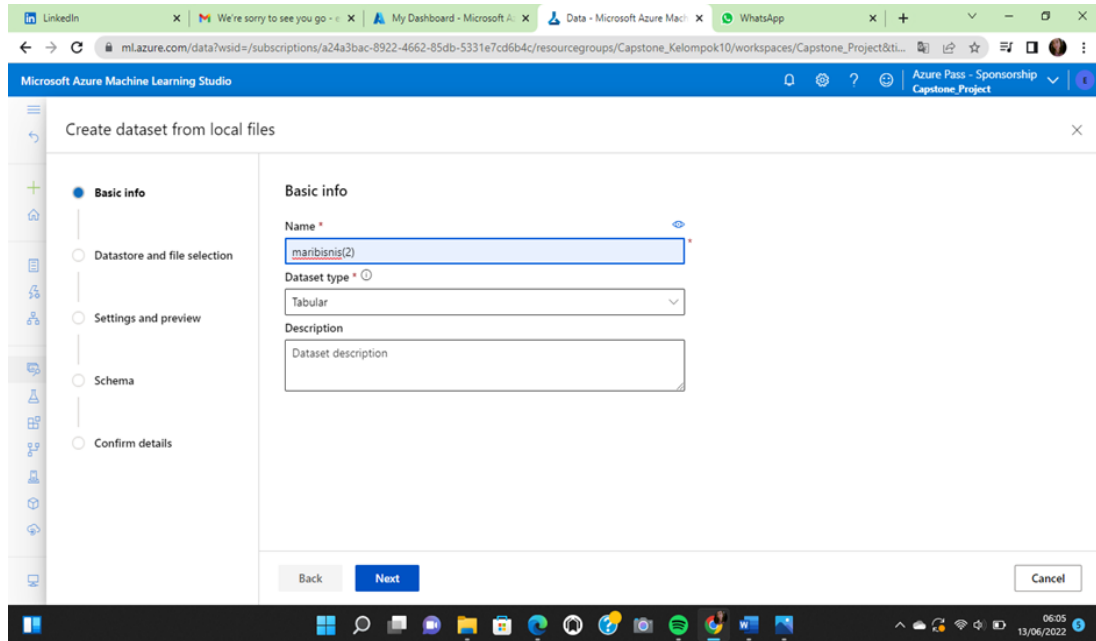 LinkedIn
We're sorry to see you go - e
My Dashboard - Microsoft A
Data - Microsoft Azure Mach
WhatsApp
ml.azure.com/data?wsid=/subscriptions/a24a3bac-8922-4662-85db-5331e7cd6b4c/resourcegroups/Capstone_Kelompok10/workspaces/Capstone_Project&ti...
Microsoft Azure Machine Learning Studio
Azure Pass - Sponsorship
Capstone_Project
Create dataset from local files
Basic info
Datastore and file selection
Settings and preview
Schema
Confirm details
Basic info
Name *
maribisnis(2)
*
Dataset type *
Tabular
Description
Dataset description
Back
Next
Cancel
06:05
13/06/2022
5